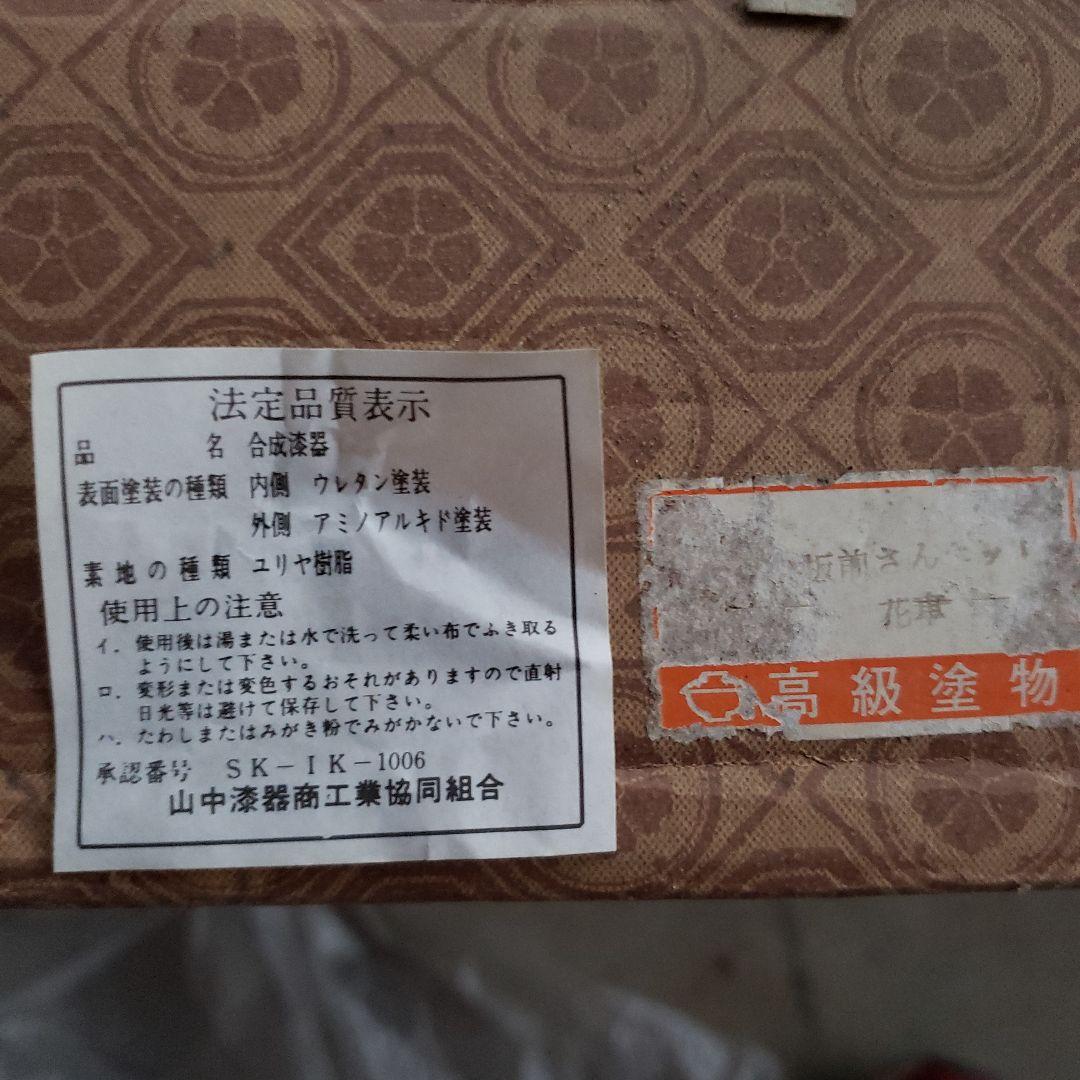 法定品質表示
品名 合成漆器
表面塗装の種類 内側 ウレタン塗装
外側 アミノアルキド塗装
素地の種類 ユリヤ樹脂
使用上の注意
イ. 使用後は湯または水で洗って柔い布でふき取る
ようにして下さい。
ロ. 変形または変色するおそれがありますので直射
日光等は避けて保存して下さい。
ハ. たわしまたはみがき粉でみがかないで下さい。
承認番号 SK-IK-1006
山中漆器商工業協同組合
板前さん
高級塗物